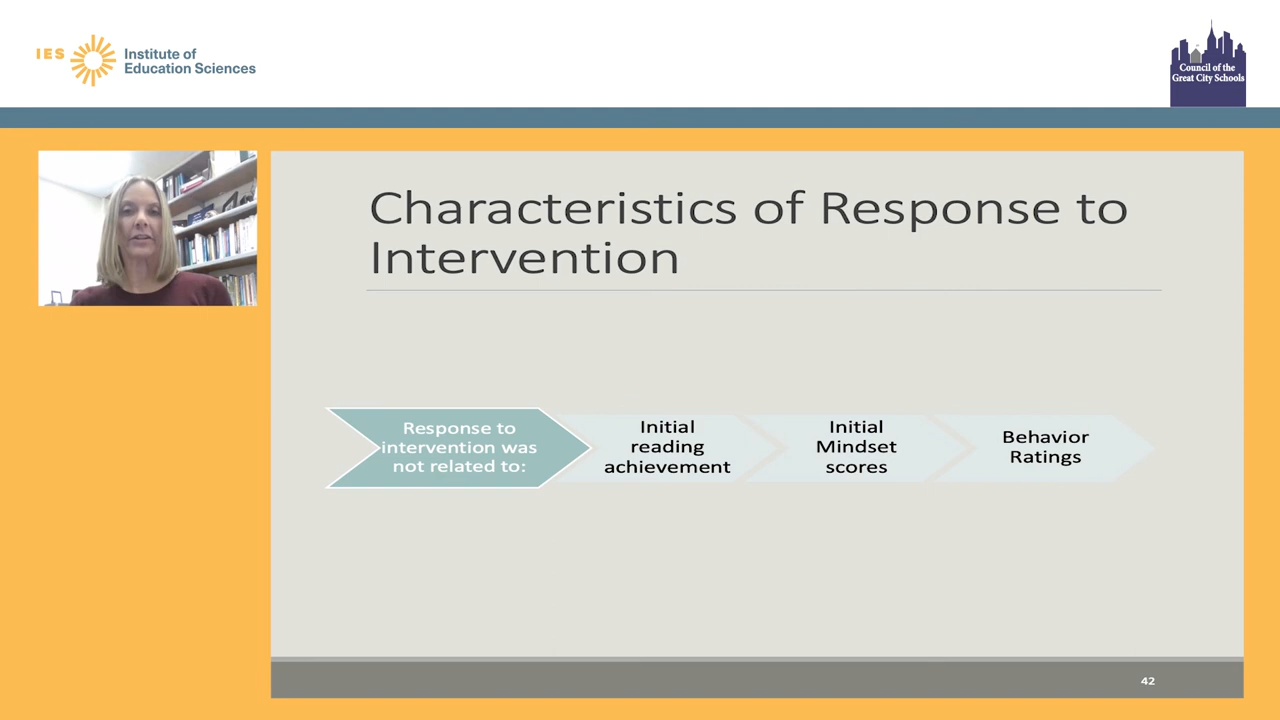 IES
Institute of
Education Sciences
Council of the
Great City Schools
Characteristics of Response to
Intervention
Response to
intervention was
not related to:
Initial
reading
achievement
Initial
Mindset
scores
Behavior
Ratings
42